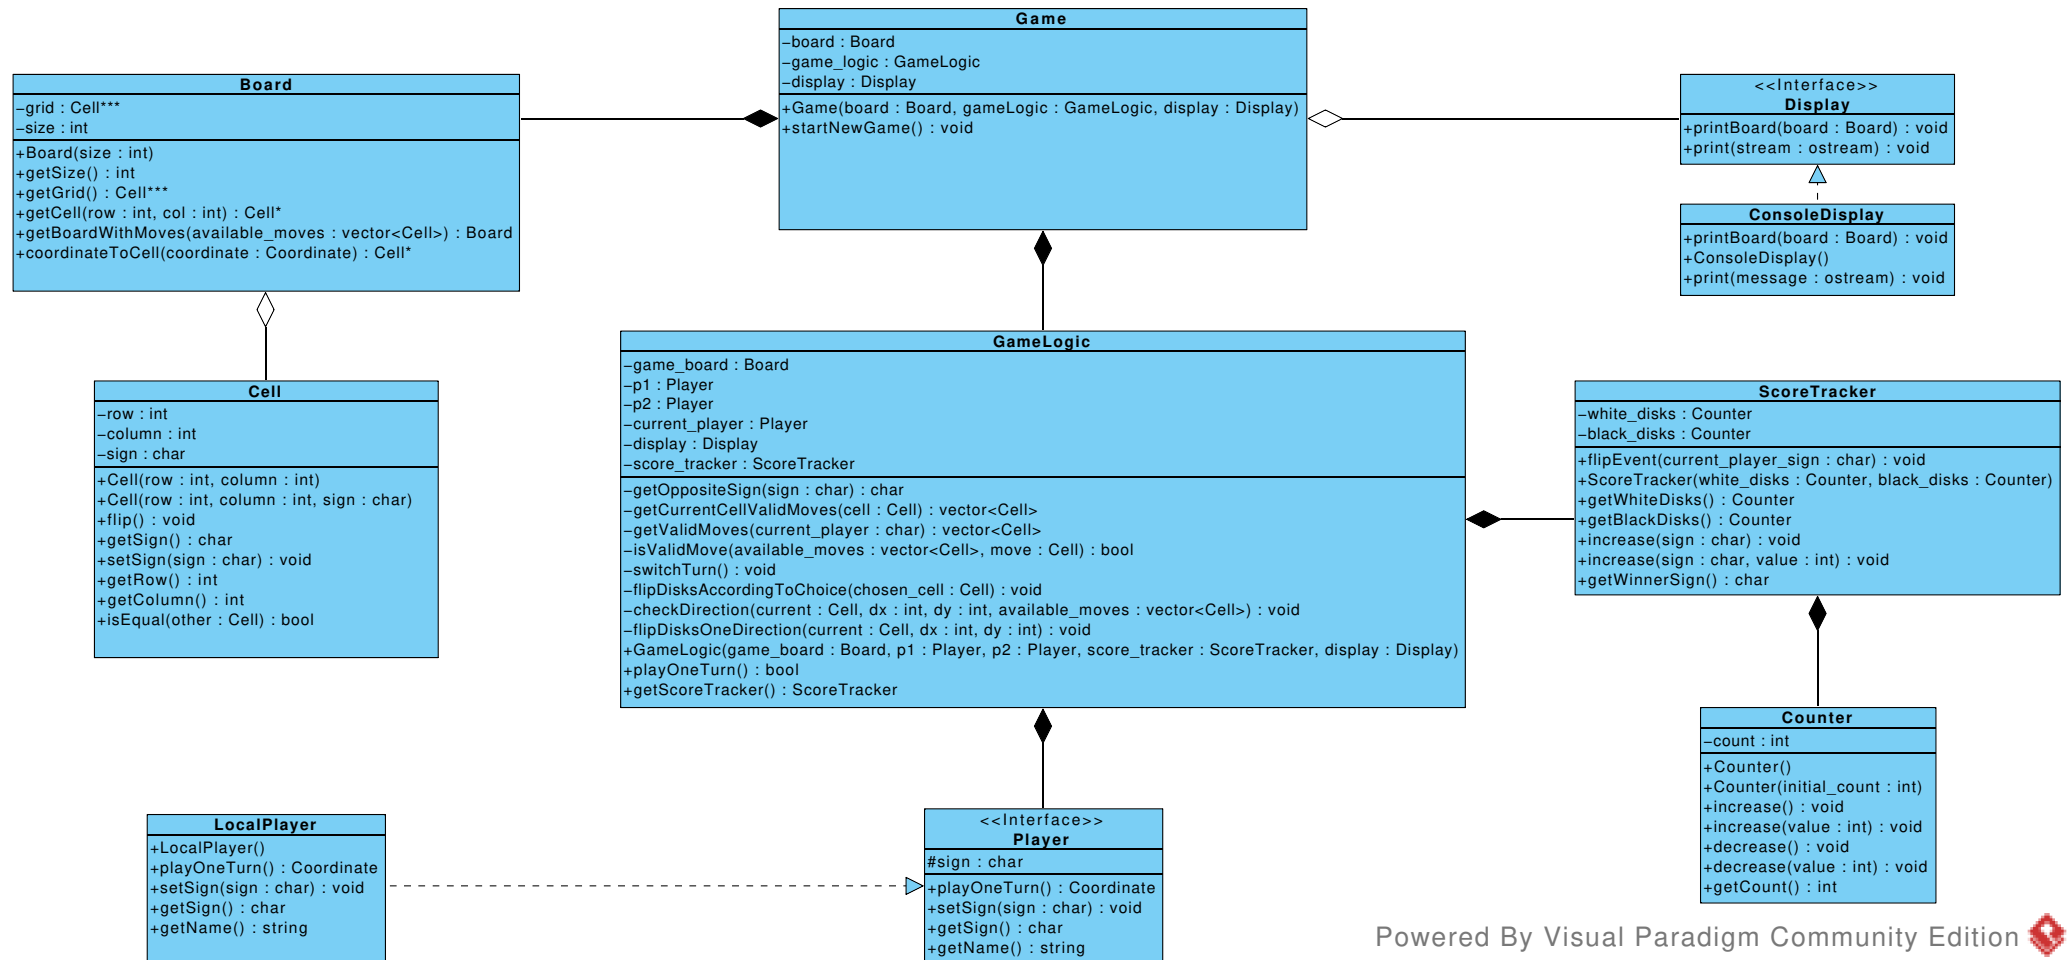 Game
−board : Board
−game_logic : GameLogic
−display : Display
+Game(board : Board, gameLogic : GameLogic, display : Display)
+startNewGame() : void
Board
−grid : Cell***
−size : int
+Board(size : int)
+getSize() : int
+getGrid() : Cell***
+getCell(row : int, col : int) : Cell*
+getBoardWithMoves(available_moves : vector<Cell>) : Board
+coordinateToCell(coordinate : Coordinate) : Cell*
<<Interface>>
Display
+printBoard(board : Board) : void
+print(stream : ostream) : void
ConsoleDisplay
+printBoard(board : Board) : void
+ConsoleDisplay()
+print(message : ostream) : void
Cell
−row : int
−column : int
−sign : char
+Cell(row : int, column : int)
+Cell(row : int, column : int, sign : char)
+flip() : void
+getSign() : char
+setSign(sign : char) : void
+getRow() : int
+getColumn() : int
+isEqual(other : Cell) : bool
GameLogic
−game_board : Board
−p1 : Player
−p2 : Player
−current_player : Player
−display : Display
−score_tracker : ScoreTracker
−getOppositeSign(sign : char) : char
−getCurrentCellValidMoves(cell : Cell) : vector<Cell>
−getValidMoves(current_player : char) : vector<Cell>
−isValidMove(available_moves : vector<Cell>, move : Cell) : bool
−switchTurn() : void
−flipDisksAccordingToChoice(chosen_cell : Cell) : void
−checkDirection(current : Cell, dx : int, dy : int, available_moves : vector<Cell>) : void
−flipDisksOneDirection(current : Cell, dx : int, dy : int) : void
+GameLogic(game_board : Board, p1 : Player, p2 : Player, score_tracker : ScoreTracker, display : Display)
+playOneTurn() : bool
+getScoreTracker() : ScoreTracker
ScoreTracker
−white_disks : Counter
−black_disks : Counter
+flipEvent(current_player_sign : char) : void
+ScoreTracker(white_disks : Counter, black_disks : Counter)
+getWhiteDisks() : Counter
+getBlackDisks() : Counter
+increase(sign : char) : void
+increase(sign : char, value : int) : void
+getWinnerSign() : char
Counter
−count : int
+Counter()
+Counter(initial_count : int)
+increase() : void
+increase(value : int) : void
+decrease() : void
+decrease(value : int) : void
+getCount() : int
LocalPlayer
+LocalPlayer()
+playOneTurn() : Coordinate
+setSign(sign : char) : void
+getSign() : char
+getName() : string
<<Interface>>
Player
#sign : char
+playOneTurn() : Coordinate
+setSign(sign : char) : void
+getSign() : char
+getName() : string
Powered By Visual Paradigm Community Edition